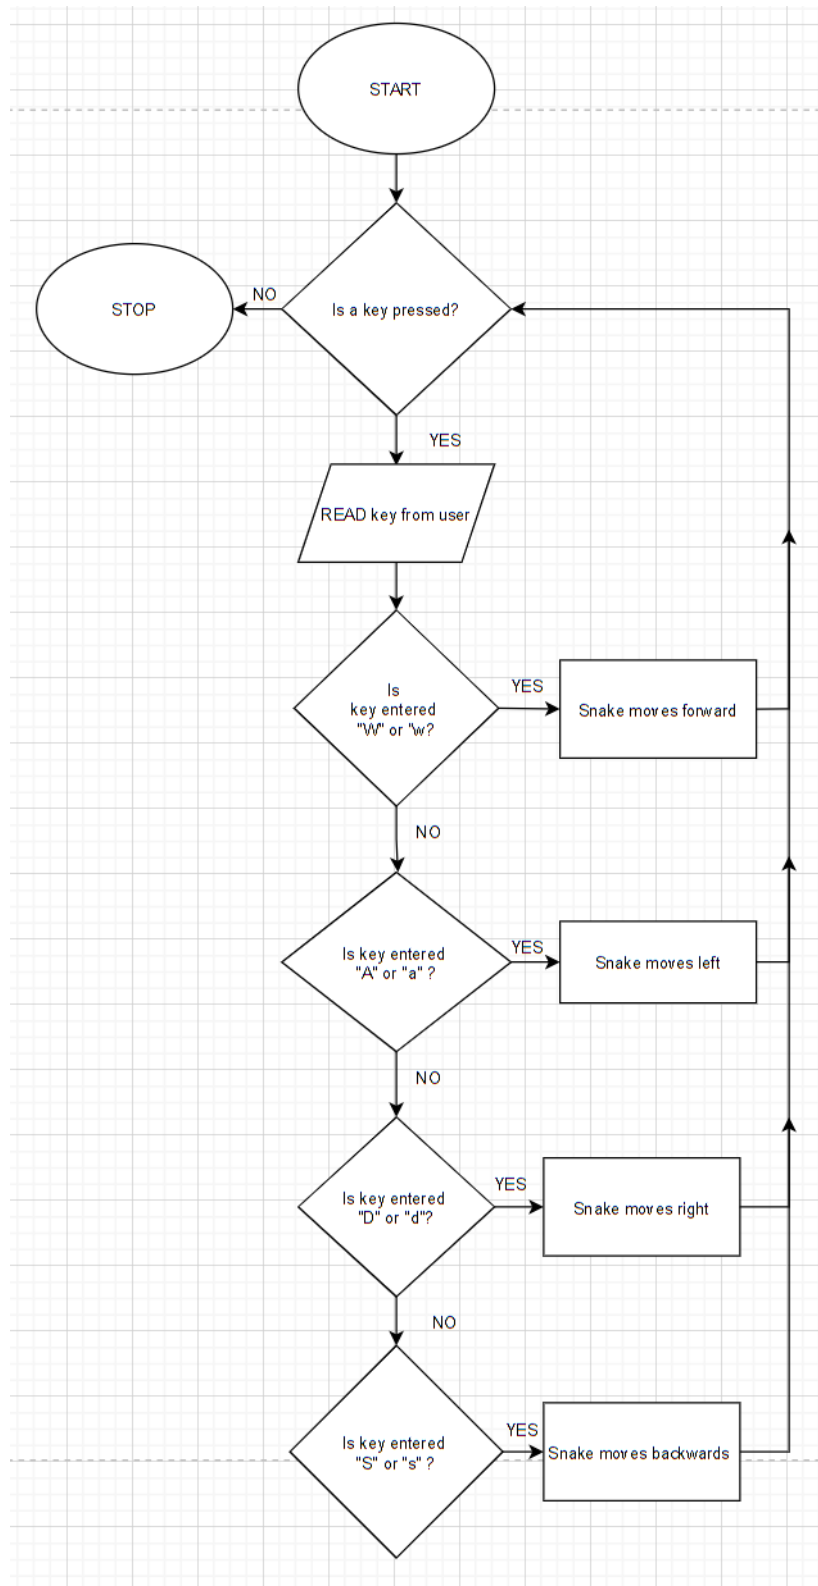 START
Is a key pressed?
NO
STOP
YES
READ key from user
Is
key entered
"W" or "w?
YES
Snake moves forward
NO
Is key entered
"A" or "a" ?
YES
Snake moves left
NO
Is key entered
"D" or "d"?
YES
Snake moves right
NO
Is key entered
"S" or "s" ?
YES
Snake moves backwards